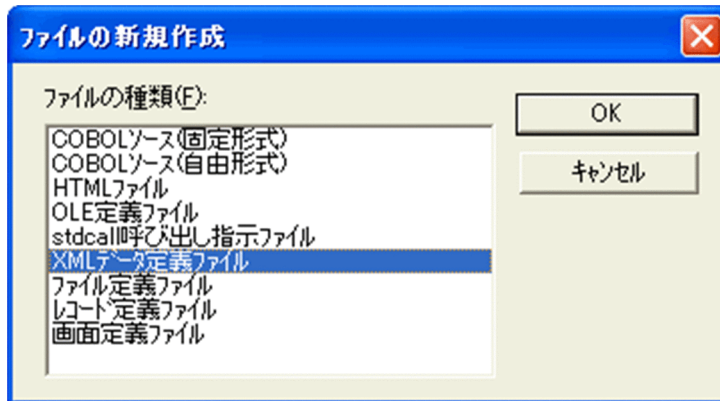 ファイルの新規作成
ファイルの種類(F):
OK
COBOLソース(固定形式)
COBOLソース(自由形式)
キャンセル
HTMLファイル
OLE定義ファイル
stdcall呼び出し指示ファイル
XMLデータ定義ファイル
ファイル定義ファイル
レコード定義ファイル
画面定義ファイル